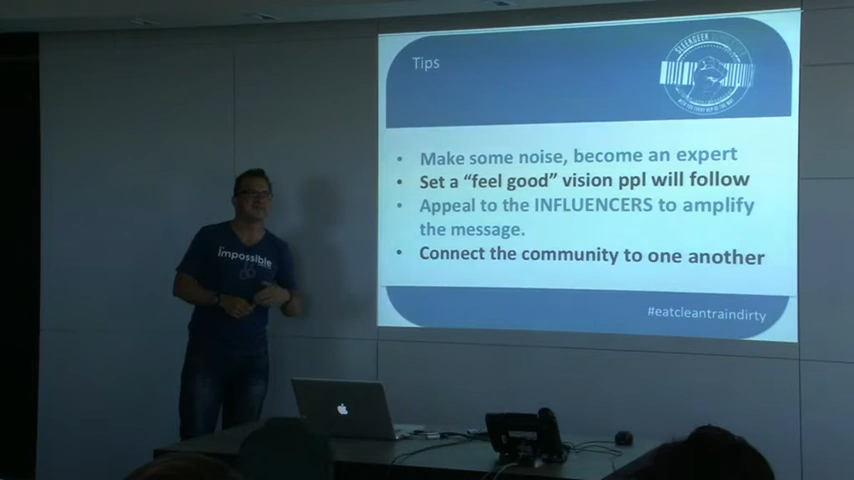 Tips
SLEEKGEEK
• Make some noise, become an expert
• Set a “feel good” vision ppl will follow
• Appeal to the INFLUENCERS to amplify
the message.
• Connect the community to one another
#eatcleantraindirty
impossible